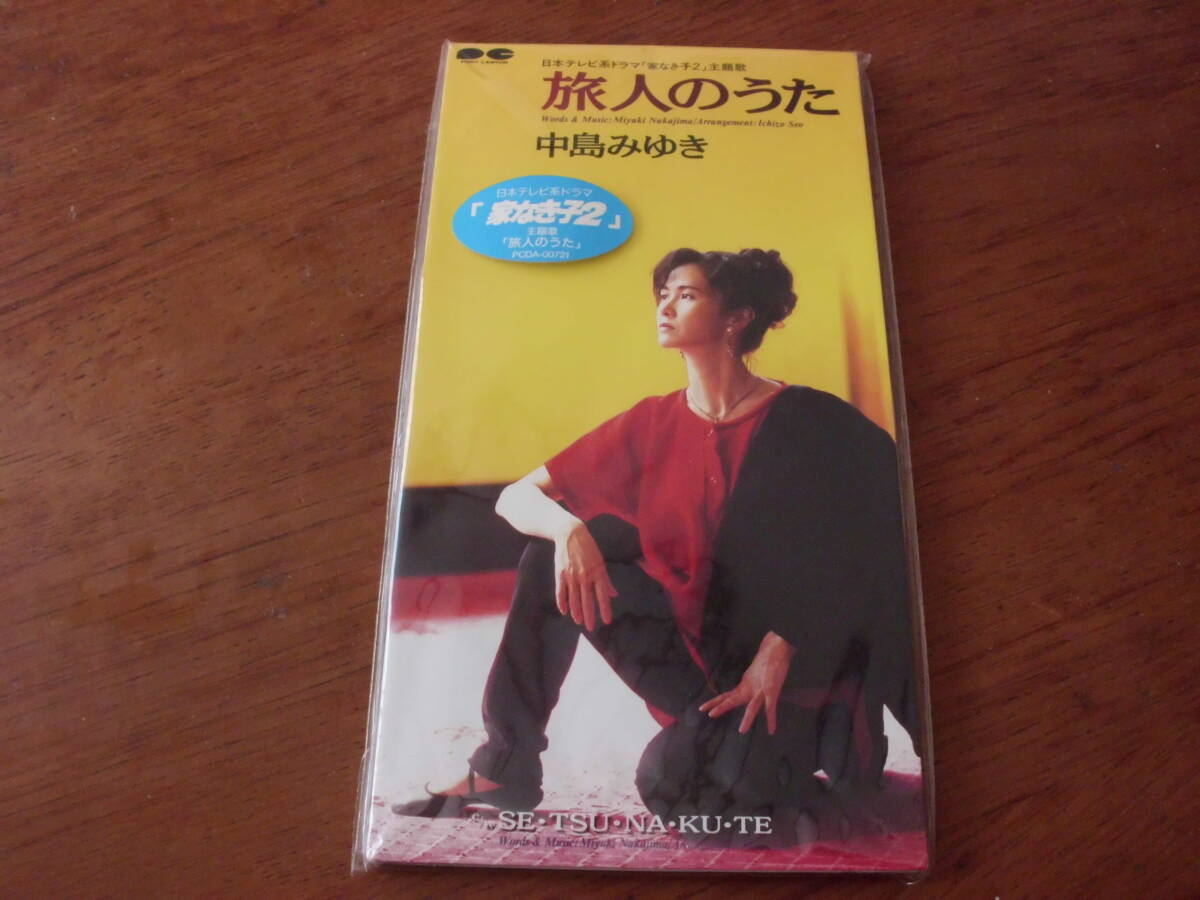 PONY CANYON
日本テレビ系ドラマ「家なき子2」主題歌
旅人のうた
Words & Music:Miyuki Nakajima/Arrangement:Ichizo Seo
中島みゆき
日本テレビ系ドラマ
「家なき子2」
主題歌
「旅人のうた」
PCDA-00721
c/w SE・TSU・NA・KU・TE
Words & Music:Miyuki Nakajima/